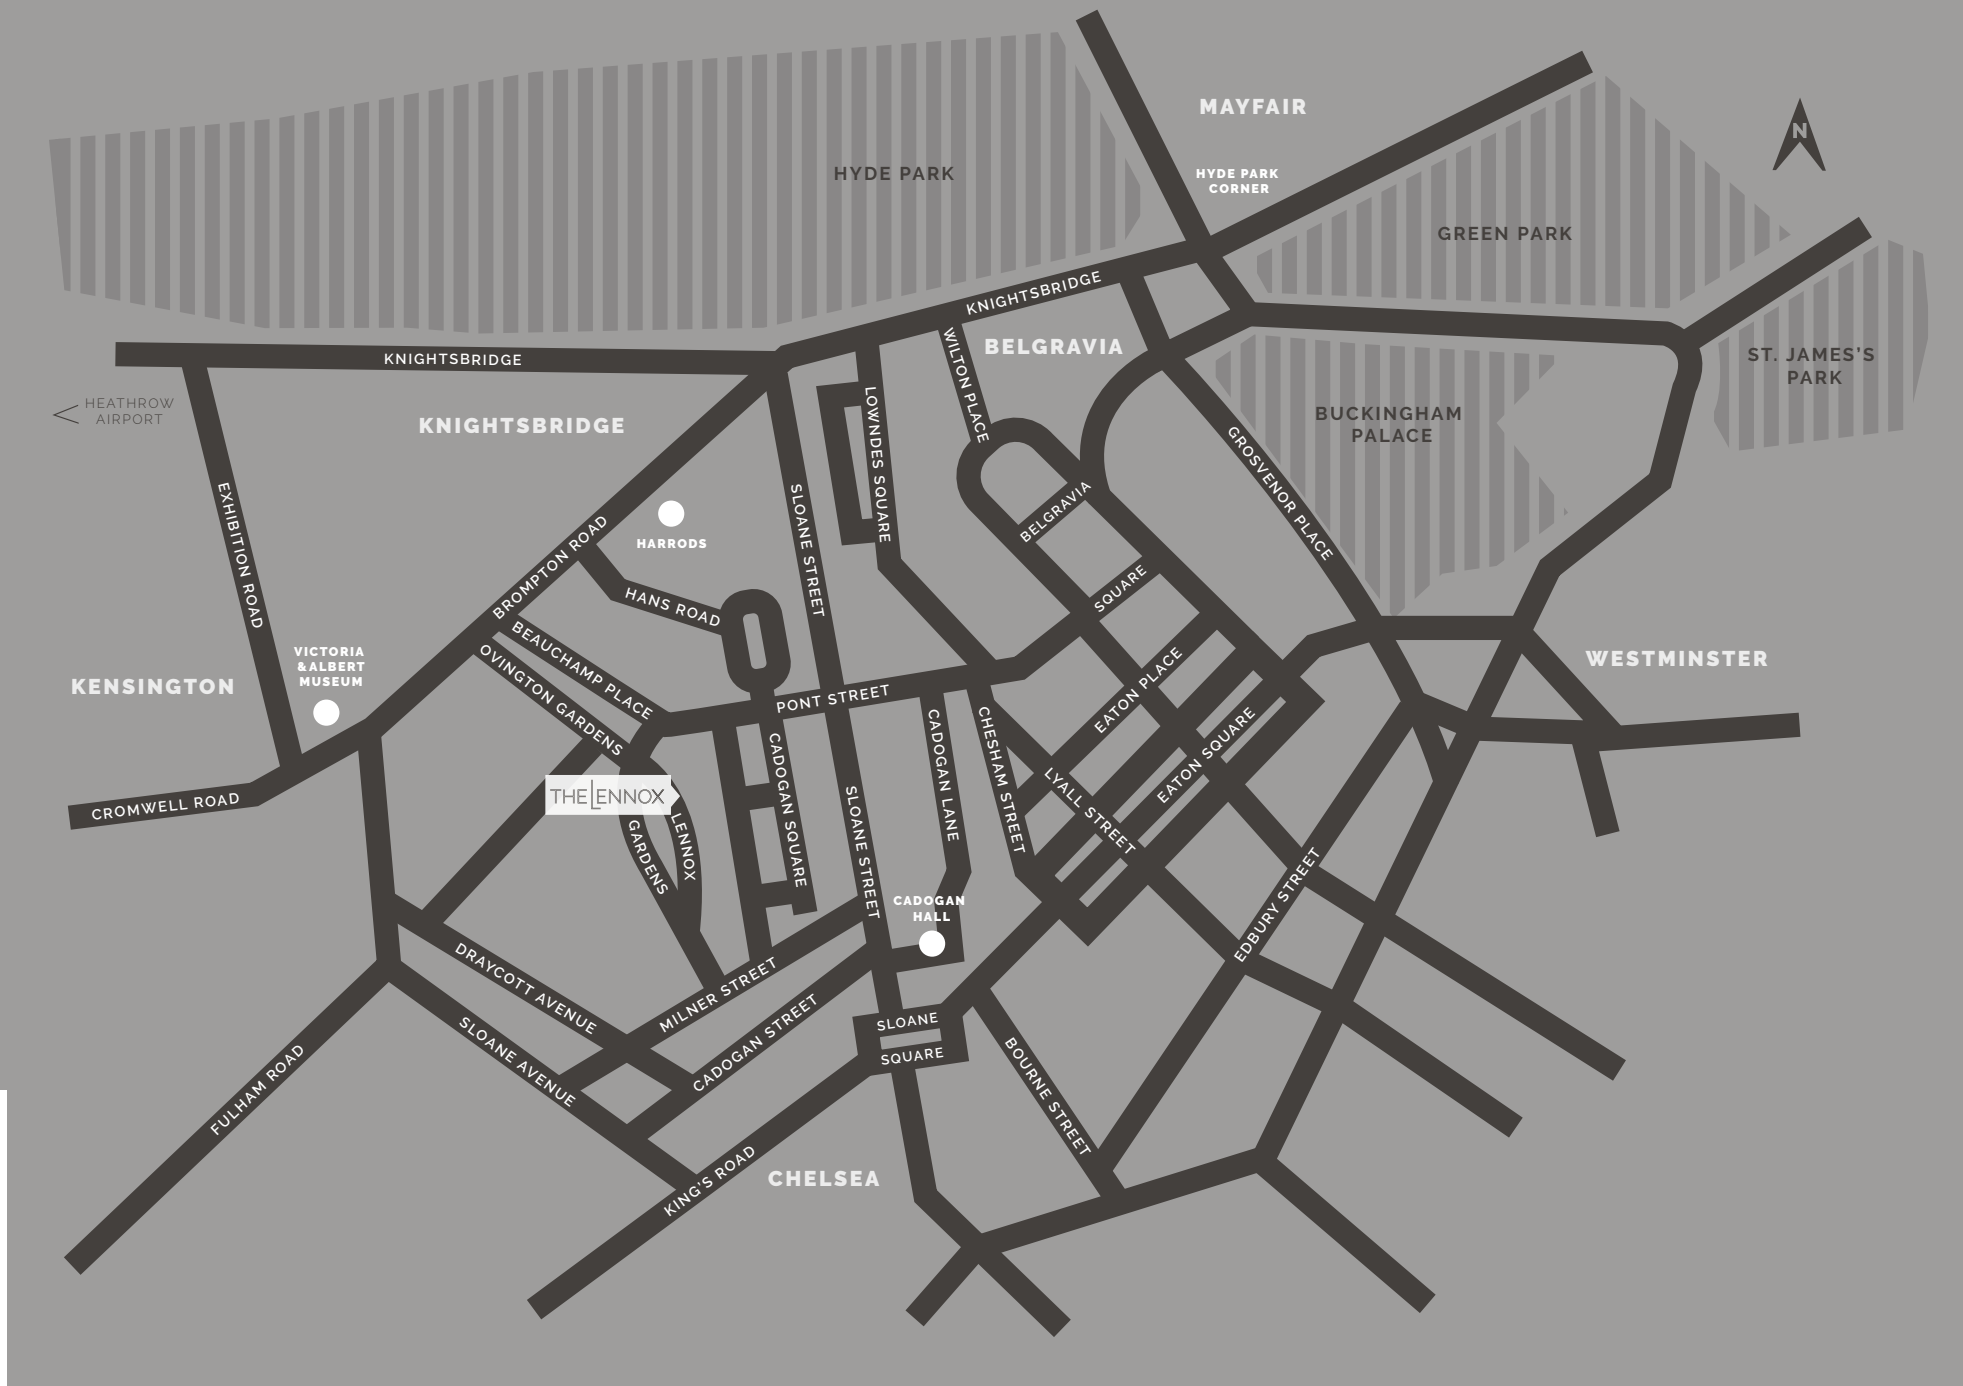 MAYFAIR
N
HYDE PARK
HYDE PARK
CORNER
GREEN PARK
KNIGHTSBRIDGE
KNIGHTSBRIDGE
WILTON PLACE
BELGRAVIA
ST. JAMES'S
PARK
HEATHROW
AIRPORT
KNIGHTSBRIDGE
LOWNDES SQUARE
BUCKINGHAM
PALACE
EXHIBITION ROAD
SLOANE STREET
BELGRAVIA
GROSVENOR PLACE
HARRODS
BROMPTON ROAD
HANS ROAD
SQUARE
BEAUCHAMP PLACE
OVINGTON GARDENS
VICTORIA
& ALBERT
MUSEUM
KENSINGTON
WESTMINSTER
PONT STREET
EATON PLACE
CADOGAN SQUARE
CADOGAN LANE
CHESHAM STREET
EATON SQUARE
LYALL STREET
CROMWELL ROAD
THE LENNOX
GARDENS
LENNOX
SLOANE STREET
CADOGAN
HALL
EDBURY STREET
DRAYCOTT AVENUE
MILNER STREET
CADOGAN STREET
SLOANE
SQUARE
SLOANE AVENUE
FULHAM ROAD
BOURNE STREET
KING'S ROAD
CHELSEA